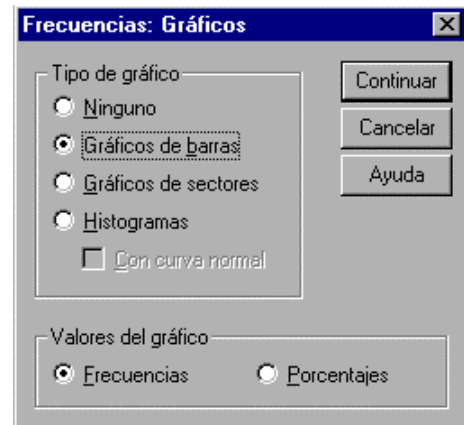 Frecuencias: Gráficos
Tipo de gráfico
Ninguno
Gráficos de barras
Gráficos de sectores
Histogramas
Con curva normal
Continuar
Cancelar
Ayuda
Valores del gráfico
Frecuencias
Porcentajes